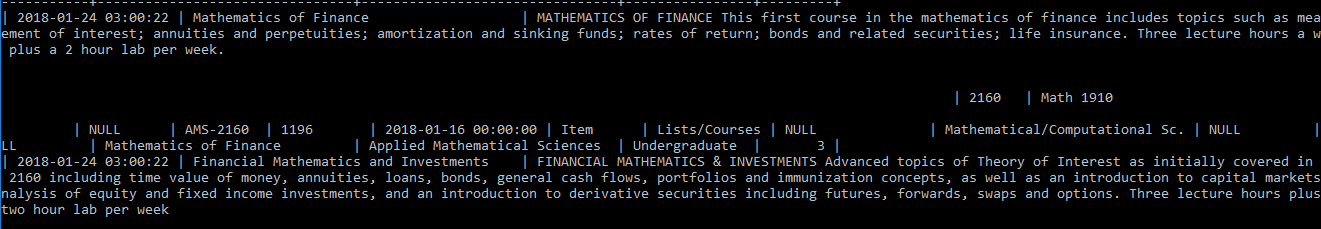 | 2018-01-24 03:00:22 | Mathematics of Finance | MATHEMATICS OF FINANCE This first course in the mathematics of finance includes topics such as mea
ement of interest; annuities and perpetuities; amortization and sinking funds; rates of return; bonds and related securities; life insurance. Three lecture hours a w
plus a 2 hour lab per week.
| 2160 | Math 1910
| NULL | AMS-2160 | 1196 | 2018-01-16 00:00:00 | Item | Lists/Courses | NULL | Mathematical/Computational Sc. | NULL |
LL | Mathematics of Finance | Applied Mathematical Sciences | Undergraduate | 3 |
| 2018-01-24 03:00:22 | Financial Mathematics and Investments | FINANCIAL MATHEMATICS & INVESTMENTS Advanced topics of Theory of Interest as initially covered in
2160 including time value of money, annuities, loans, bonds, general cash flows, portfolios and immunization concepts, as well as an introduction to capital markets
nalysis of equity and fixed income investments, and an introduction to derivative securities including futures, forwards, swaps and options. Three lecture hours plus
two hour lab per week